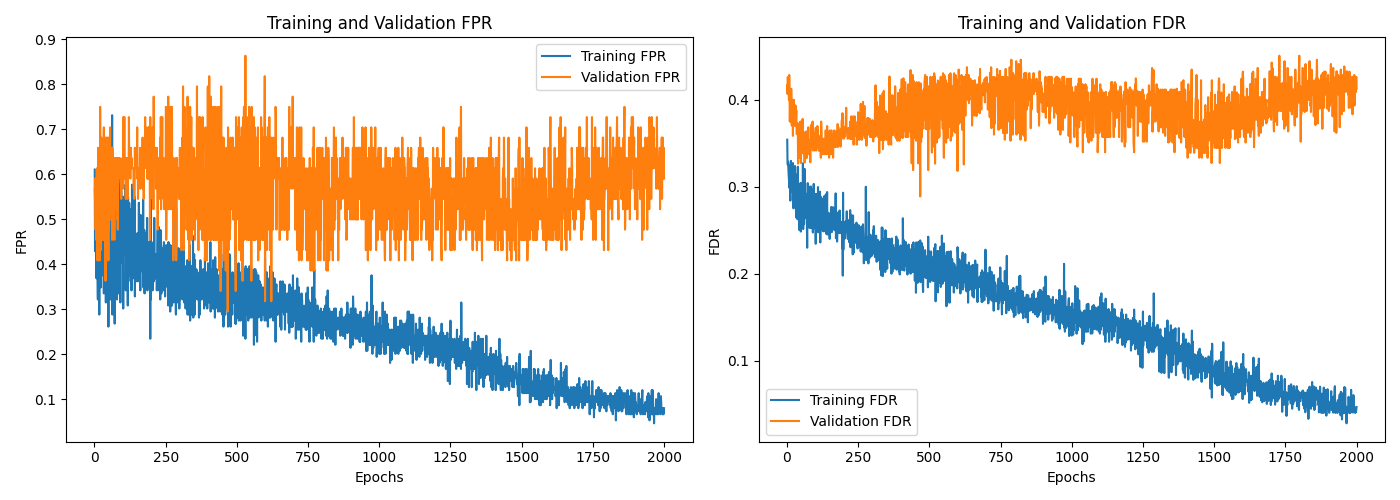 Training and Validation FPR
0.9
0.8
0.7
0.6
0.5
0.4
0.3
0.2
0.1
FPR
Training FPR
Validation FPR
0 250 500 750 1000 1250 1500 1750 2000
Epochs
Training and Validation FDR
0.4
0.3
0.2
0.1
FDR
Training FDR
Validation FDR
0 250 500 750 1000 1250 1500 1750 2000
Epochs